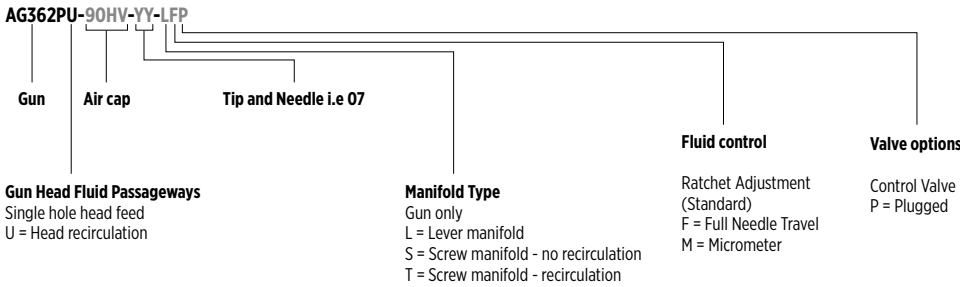 AG362PU-90HV-YY-LFP
Gun
Air cap
Tip and Needle i.e 07
Gun Head Fluid Passageways
Single hole head feed
U = Head recirculation
Manifold Type
Gun only
L = Lever manifold
S = Screw manifold - no recirculation
T = Screw manifold - recirculation
Fluid control
Ratchet Adjustment
(Standard)
F = Full Needle Travel
M = Micrometer
Valve options
Control Valve
P = Plugged